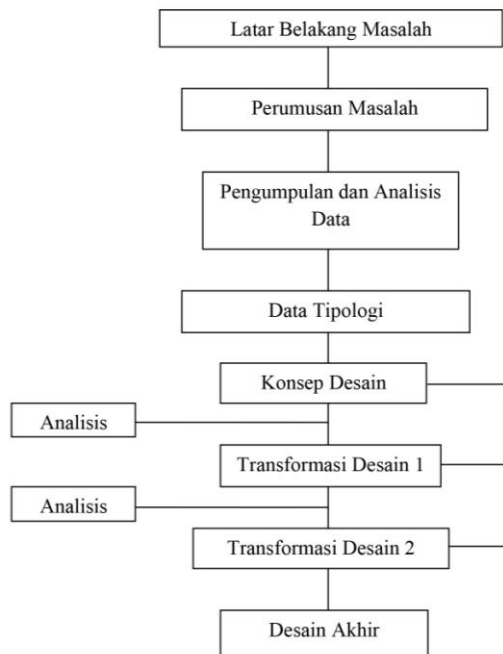 Latar Belakang Masalah
Perumusan Masalah
Pengumpulan dan Analisis
Data
Data Tipologi
Konsep Desain
Analisis
Transformasi Desain 1
Analisis
Transformasi Desain 2
Desain Akhir